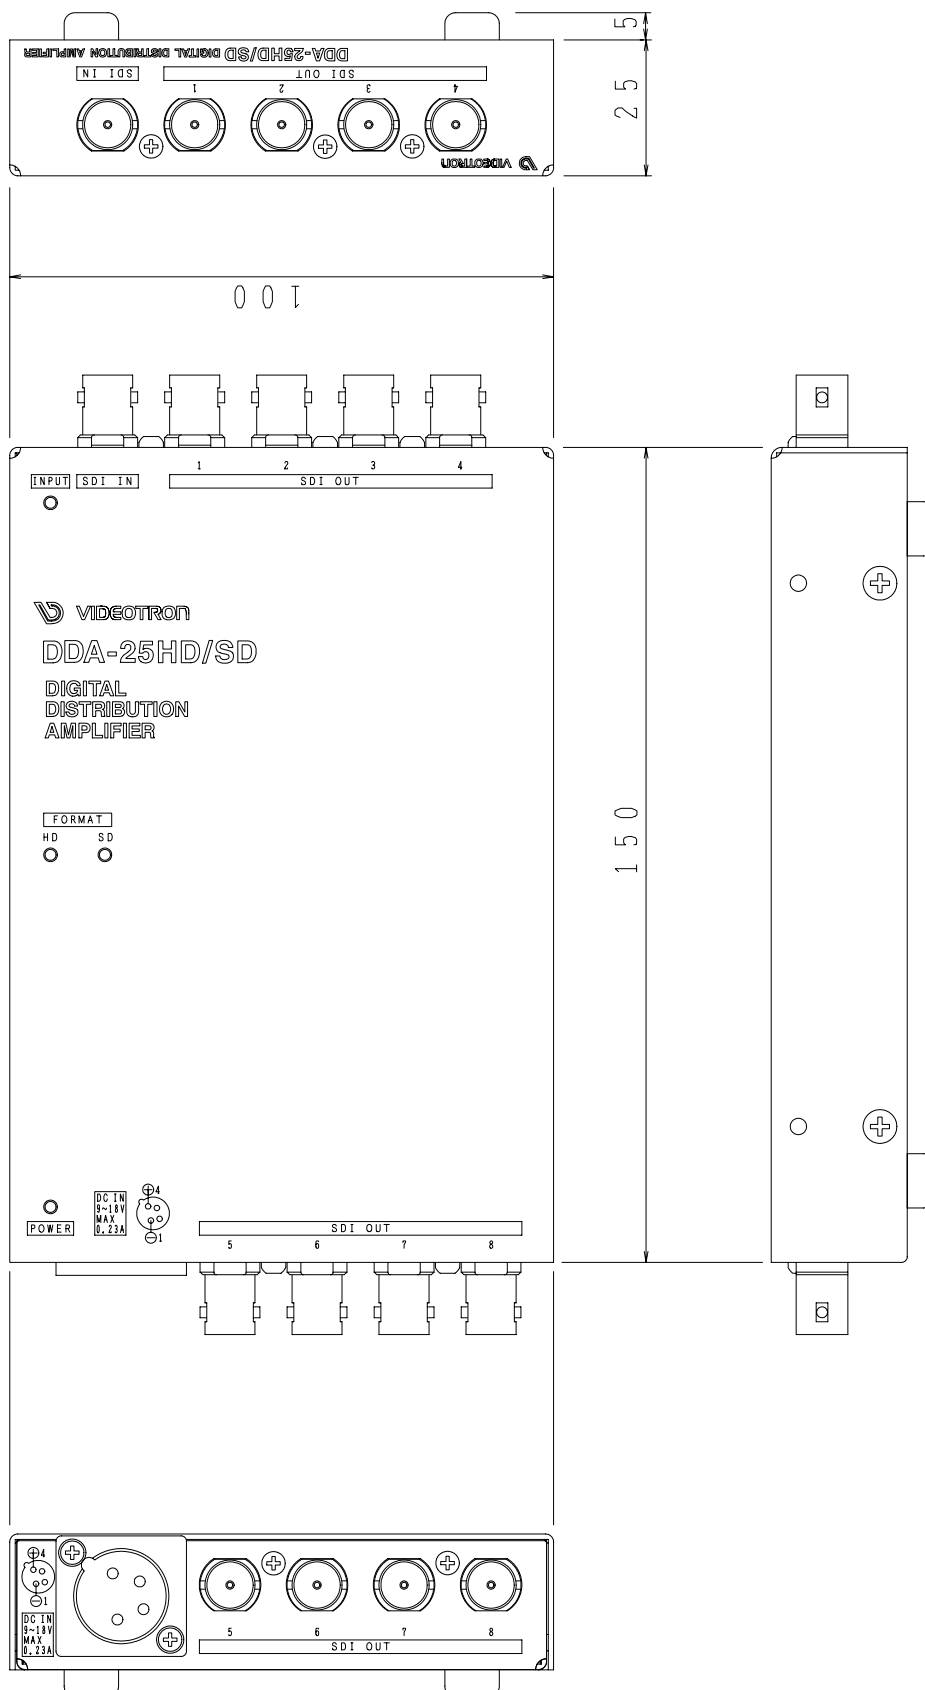 5
25
DDA-25HD/SD DIGITAL DISTRIBUTION AMPLIFIER
SDI IN
SDI OUT
1 2 3 4
VIDEOTRON
100
1 2 3 4
INPUT SDI IN SDI OUT
VIDEOTRON
DDA-25HD/SD
DIGITAL
DISTRIBUTION
AMPLIFIER
FORMAT
HD SD
150
POWER
DC IN
9~18V
MAX
0.23A
⊕4
⊖1
SDI OUT
5 6 7 8
⊕4
⊖1
DC IN
9~18V
MAX
0.23A
5 6 7 8
SDI OUT